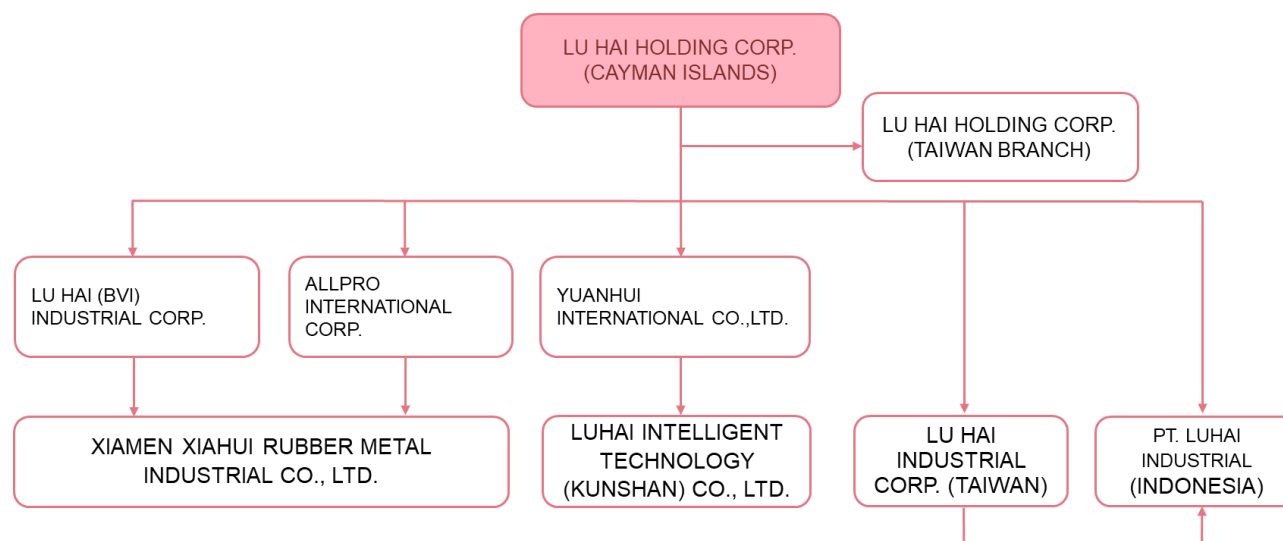 LU HAI HOLDING CORP.
(CAYMAN ISLANDS)
LU HAI HOLDING CORP.
(TAIWAN BRANCH)
LU HAI (BVI)
INDUSTRIAL CORP.
ALLPRO
INTERNATIONAL
CORP.
YUANHUI
INTERNATIONAL CO.,LTD.
XIAMEN XIAHUI RUBBER METAL
INDUSTRIAL CO., LTD.
LUHAI INTELLIGENT
TECHNOLOGY
(KUNSHAN) CO., LTD.
LU HAI
INDUSTRIAL
CORP. (TAIWAN)
PT. LUHAI
INDUSTRIAL
(INDONESIA)